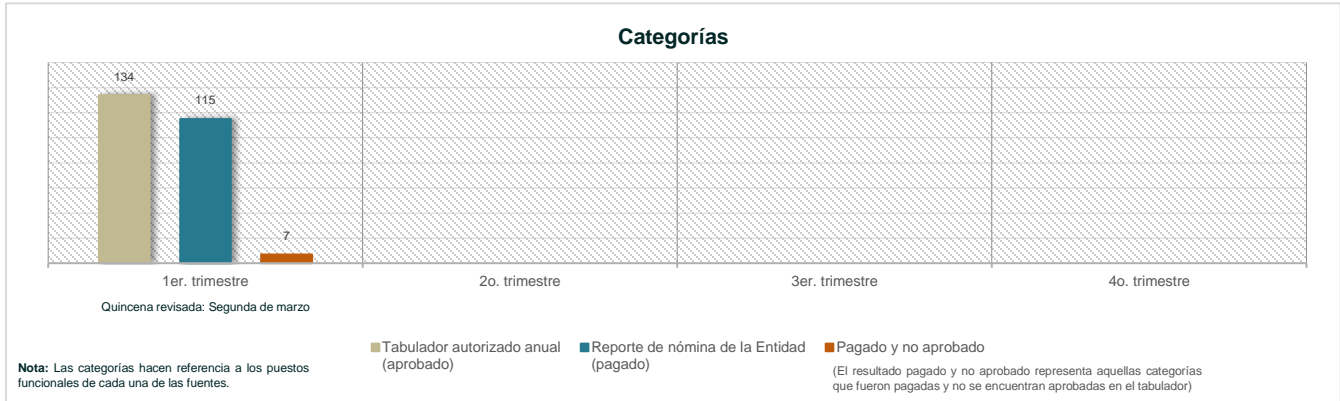 Categorías
134
115
7
1er. trimestre
2o. trimestre
3er. trimestre
4o. trimestre
Quincena revisada: Segunda de marzo
Tabulador autorizado anual
(aprobado)
Reporte de nómina de la Entidad
(pagado)
Pagado y no aprobado
(El resultado pagado y no aprobado representa aquellas categorías
que fueron pagadas y no se encuentran aprobadas en el tabulador)
Nota: Las categorías hacen referencia a los puestos
funcionales de cada una de las fuentes.